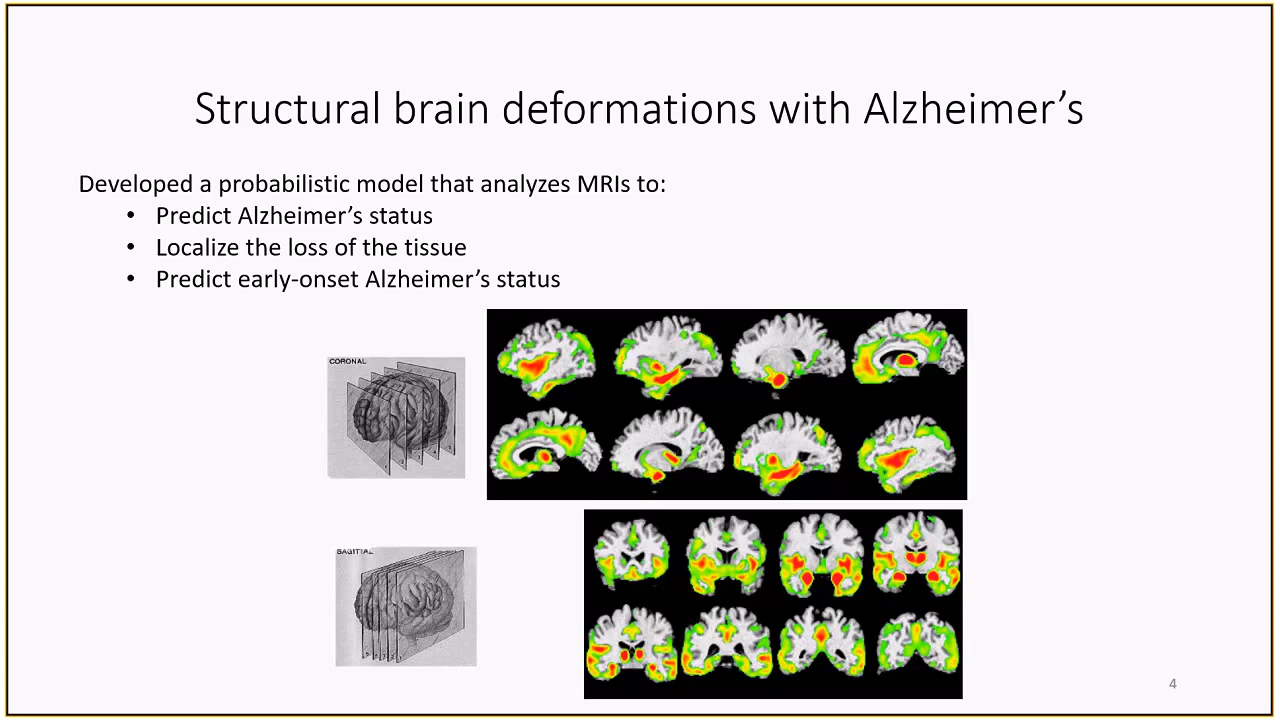 Structural brain deformations with Alzheimer’s
Developed a probabilistic model that analyzes MRIs to:
• Predict Alzheimer’s status
• Localize the loss of the tissue
• Predict early-onset Alzheimer’s status
CORONAL
SAGITTAL
4